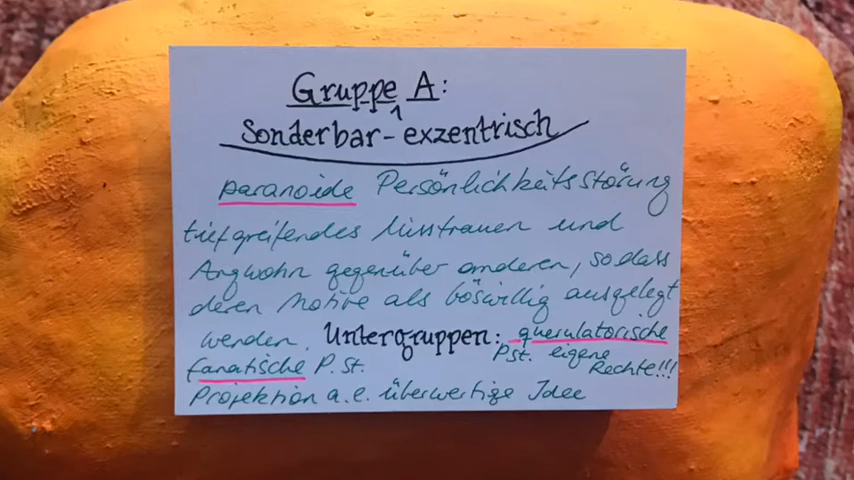 Gruppe A:
Sonderbar-exzentrisch
paranoide Persönlichkeitsstörung
tiefgreifendes Misstrauen und
Argwohn gegenüber anderen, sodass
deren Motive als böswillig ausgelegt
werden. Untergruppen: querulatorische
fanatische P.st. Pst. eigene
Rechte!!!
Projektion a.e. überwertige Idee